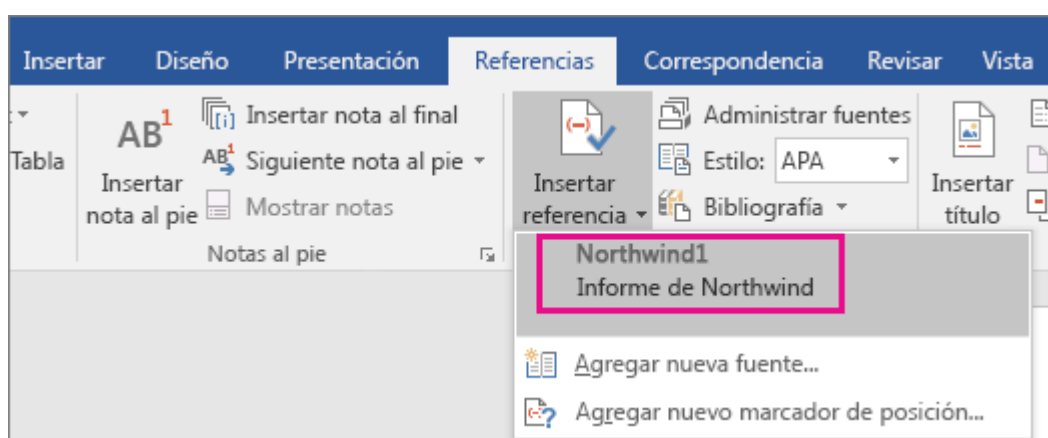 Insertar Diseño Presentación Referencias Correspondencia Revisar Vista
Tabla
AB1
Insertar
nota al pie
Insertar nota al final
AB1 Siguiente nota al pie
Mostrar notas
Notas al pie
Insertar
referencia
Administrar fuentes
Estilo: APA
Bibliografía
Insertar
título
Northwind1
Informe de Northwind
Agregar nueva fuente...
Agregar nuevo marcador de posición...